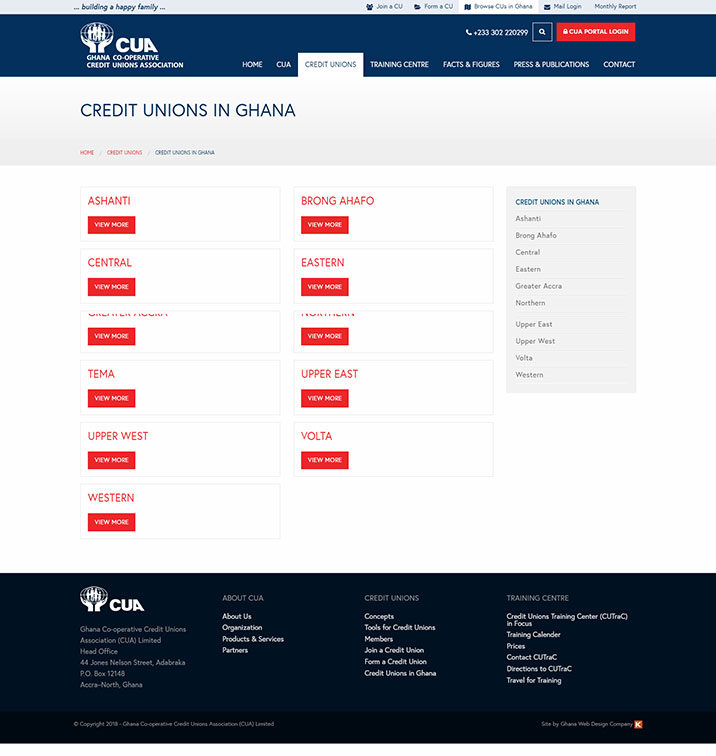 ... building a happy family ...
Join a CU
Form a CU
Browse CUs in Ghana
Mail Login
Monthly Report
CUA
GHANA CO-OPERATIVE
CREDIT UNIONS ASSOCIATION
+233 302 220299
CUA PORTAL LOGIN
HOME
CUA
CREDIT UNIONS
TRAINING CENTRE
FACTS & FIGURES
PRESS & PUBLICATIONS
CONTACT
CREDIT UNIONS IN GHANA
HOME / CREDIT UNIONS / CREDIT UNIONS IN GHANA
ASHANTI
VIEW MORE
BRONG AHAFO
VIEW MORE
CENTRAL
VIEW MORE
EASTERN
VIEW MORE
GREATER ACCRA
VIEW MORE
NORTHERN
VIEW MORE
TEMA
VIEW MORE
UPPER EAST
VIEW MORE
UPPER WEST
VIEW MORE
VOLTA
VIEW MORE
WESTERN
VIEW MORE
CREDIT UNIONS IN GHANA
Ashanti
Brong Ahafo
Central
Eastern
Greater Accra
Northern
Upper East
Upper West
Volta
Western
CUA
Ghana Co-operative Credit Unions
Association (CUA) Limited
Head Office
44 Jones Nelson Street, Adabraka
P.O. Box 12148
Accra-North, Ghana
ABOUT CUA
About Us
Organization
Products & Services
Partners
CREDIT UNIONS
Concepts
Tools for Credit Unions
Members
Join a Credit Union
Form a Credit Union
Credit Unions in Ghana
TRAINING CENTRE
Credit Unions Training Center (CUTraC)
in Focus
Training Calender
Prices
Contact CUTraC
Directions to CUTraC
Travel for Training
© Copyright 2018 - Ghana Co-operative Credit Unions Association (CUA) Limited
Site by Ghana Web Design Company